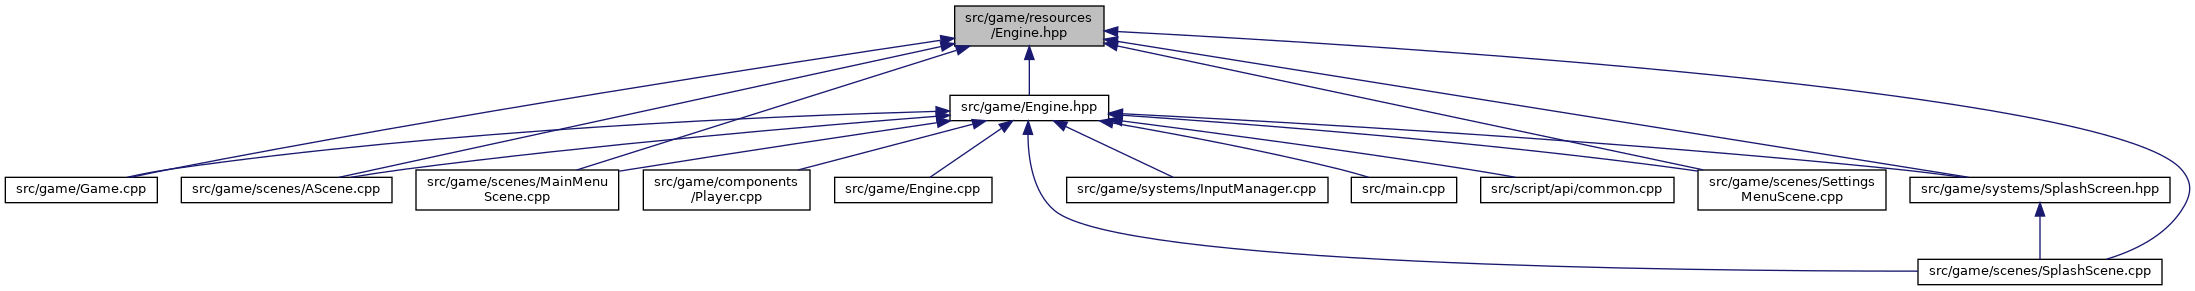 src/game/resources
/Engine.hpp
src/game/Engine.hpp
src/game/Game.cpp
src/game/scenes/AScene.cpp
src/game/scenes/MainMenu
Scene.cpp
src/game/components
/Player.cpp
src/game/Engine.cpp
src/game/systems/InputManager.cpp
src/main.cpp
src/script/api/common.cpp
src/game/scenes/Settings
MenuScene.cpp
src/game/systems/SplashScreen.hpp
src/game/scenes/SplashScene.cpp